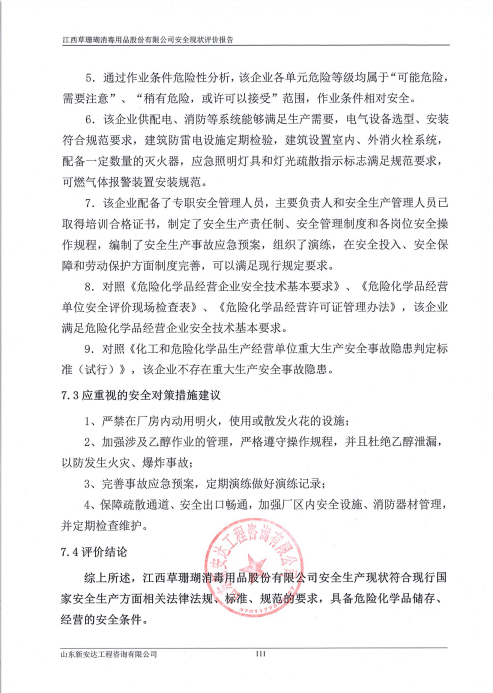 江西草珊瑚消毒用品股份有限公司安全现状评价报告
5．通过作业条件危险性分析，该企业各单元危险等级均属于“可能危险，
需要注意”、“稍有危险，或许可以接受”范围，作业条件相对安全。
6．该企业供配电、消防等系统能够满足生产需要，电气设备选型、安装
符合规范要求，建筑防雷电设施定期检验，建筑设置室内、外消火栓系统，
配备一定数量的灭火器，应急照明灯具和灯光疏散指示标志满足规范要求，
可燃气体报警装置安装规范。
7．该企业配备了专职安全管理人员，主要负责人和安全生产管理人员已
取得培训合格证书，制定了安全生产责任制、安全管理制度和各岗位安全操
作规程，编制了安全生产事故应急预案，组织了演练，在安全投入、安全保
障和劳动保护方面制度完善，可以满足现行规定要求。
8．对照《危险化学品经营企业安全技术基本要求》、《危险化学品经营
单位安全评价现场检查表》、《危险化学品经营许可证管理办法》，该企业
满足危险化学品经营企业安全技术基本要求。
9．对照《化工和危险化学品生产经营单位重大生产安全事故隐患判定标
准（试行）》，该企业不存在重大生产安全事故隐患。
7.3 应重视的安全对策措施建议
1、严禁在厂房内动用明火，使用或散发火花的设施；
2、加强涉及乙醇作业的管理，严格遵守操作规程，并且杜绝乙醇泄漏，
以防发生火灾、爆炸事故；
3、完善事故应急预案，定期演练做好演练记录；
4、保障疏散通道、安全出口畅通，加强厂区内安全设施、消防器材管理，
并定期检查维护。
7.4 评价结论
综上所述，江西草珊瑚消毒用品股份有限公司安全生产现状符合现行国
家安全生产方面相关法律法规、标准、规范的要求，具备危险化学品储存、
经营的安全条件。
山东新安达工程咨询有限公司
111